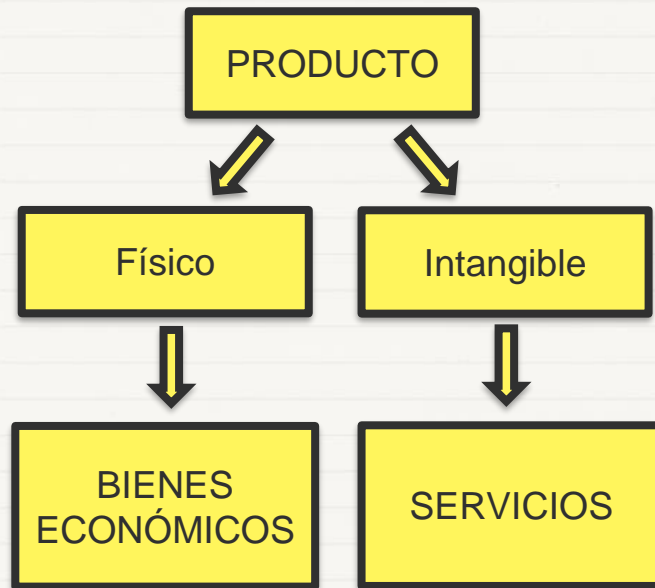 PRODUCTO
Físico
Intangible
BIENES
ECONÓMICOS
SERVICIOS